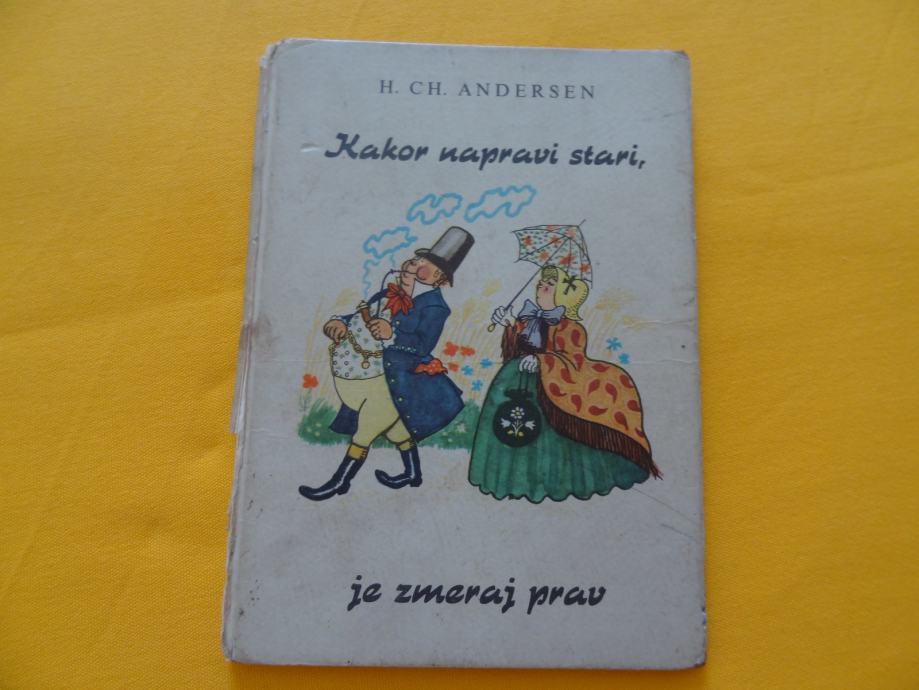 H. CH. ANDERSEN
Kakor napravi stari,
je zmeraj prav